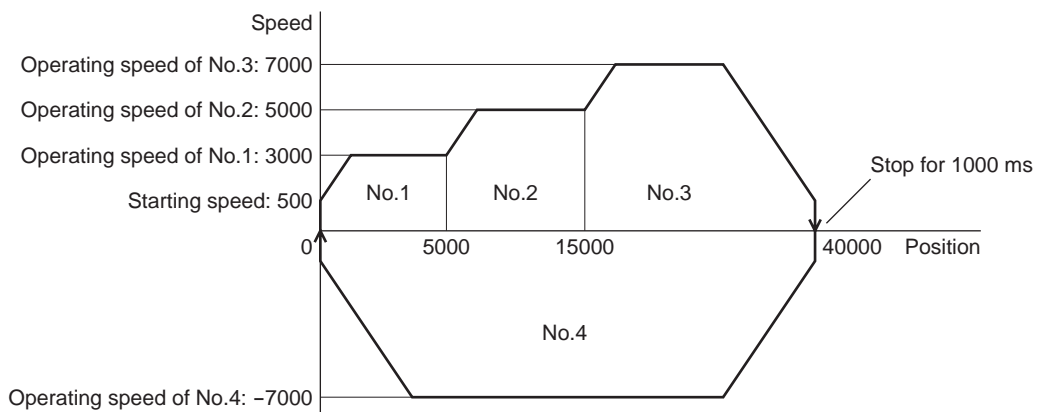 Speed
Operating speed of No.3: 7000
Operating speed of No.2: 5000
Operating speed of No.1: 3000
Stop for 1000 ms
Starting speed: 500
No.1
No.2
No.3
0
5000
15000
40000
Position
No.4
Operating speed of No.4: −7000